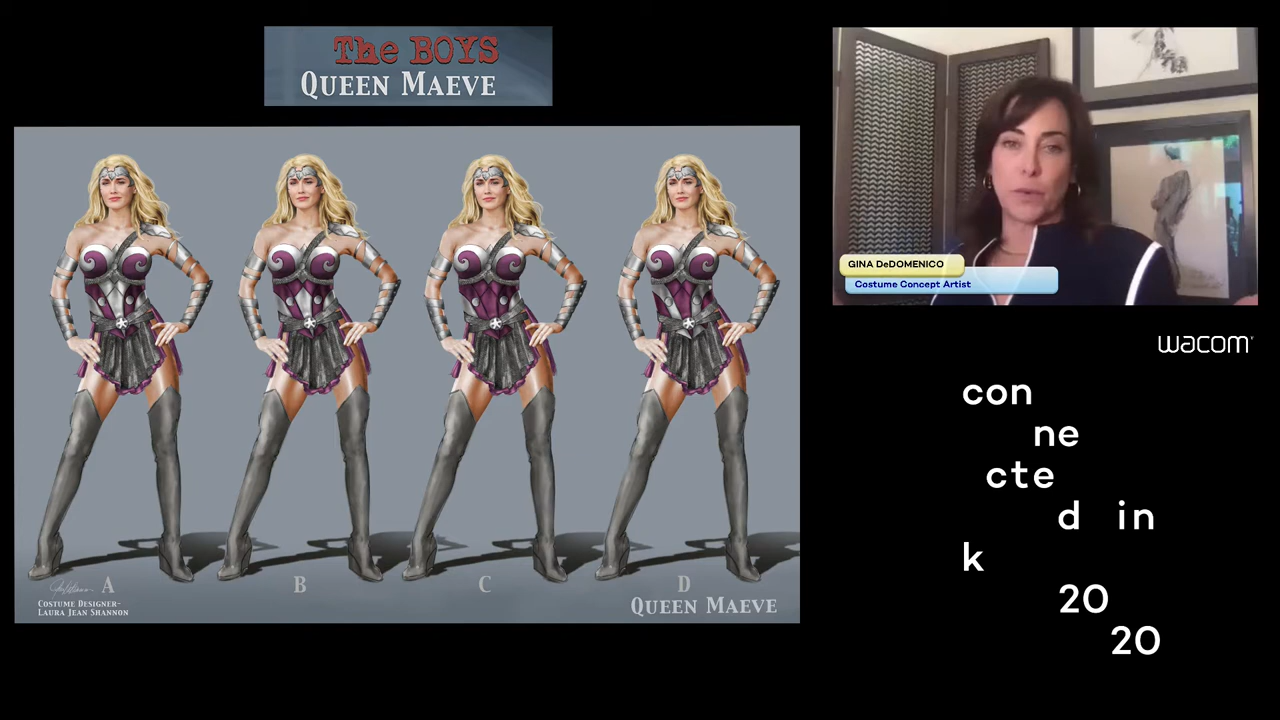 The BOYS
QUEEN MAEVE
GINA DeDOMENICO
Costume Concept Artist
wacom
con
ne
cte
d in
k
20
20
A
B
C
D
COSTUME DESIGNER-
LAURA JEAN SHANNON
QUEEN MAEVE